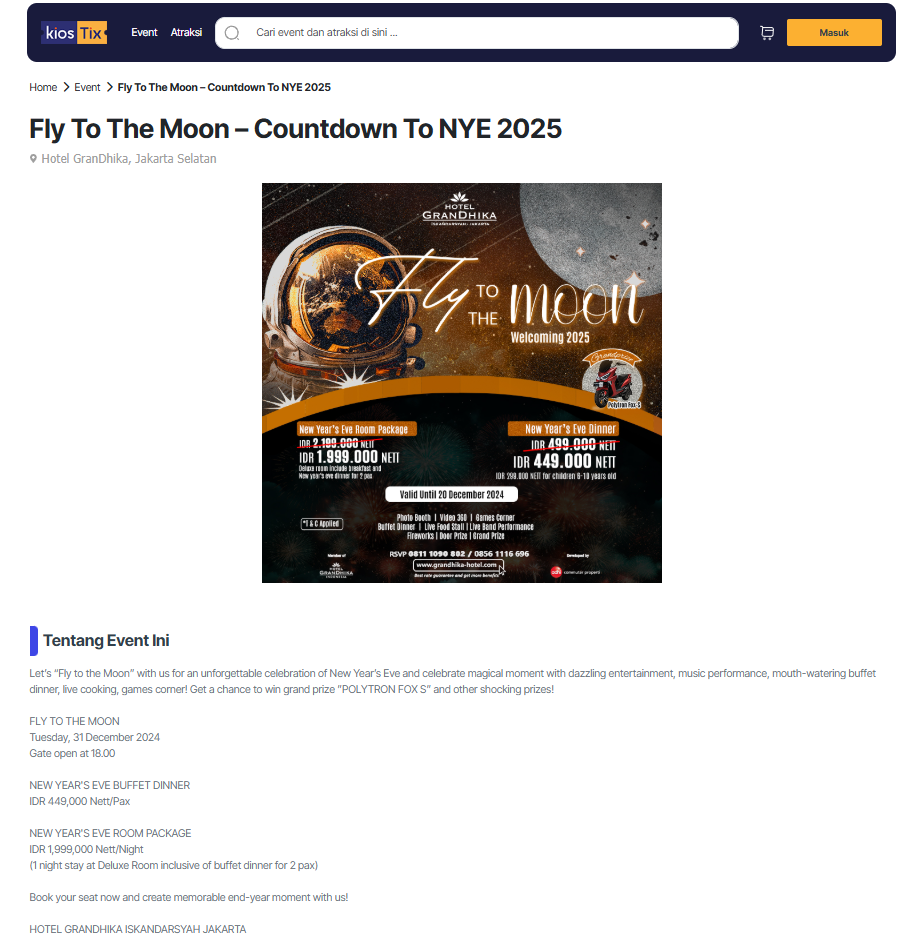 kiosTix
Event
Atraksi
Cari event dan atraksi di sini ...
Masuk
Home > Event > Fly To The Moon – Countdown To NYE 2025
Fly To The Moon – Countdown To NYE 2025
Hotel GranDhika, Jakarta Selatan
HOTEL
GRANDHIKA
ISKANDARSYAH JAKARTA
Fly TO THE moon
Welcoming 2025
Grandprize
Polytron Fox-S
New Year's Eve Room Package
IDR 2.199.000 NETT
IDR 1.999.000 NETT
Deluxe room include breakfast and
New year's eve dinner for 2 pax
New Year's Eve Dinner
IDR 499.000 NETT
IDR 449.000 NETT
IDR 299.000 NETT for children 6-10 years old
Valid Until 20 December 2024
*T & C Applied
Photo Booth | Video 360 | Games Corner
Buffet Dinner | Live Food Stall | Live Band Performance
Fireworks | Door Prize | Grand Prize
RSVP 0811 1090 802 / 0856 1116 696
www.grandhika-hotel.com
Best rate guarantee and get more benefits
Member of
HOTEL
GRANDHIKA
INDONESIA
Developed by
adhi commuter properti
Tentang Event Ini
Let's “Fly to the Moon” with us for an unforgettable celebration of New Year's Eve and celebrate magical moment with dazzling entertainment, music performance, mouth-watering buffet
dinner, live cooking, games corner! Get a chance to win grand prize “POLYTRON FOX S” and other shocking prizes!
FLY TO THE MOON
Tuesday, 31 December 2024
Gate open at 18.00
NEW YEAR'S EVE BUFFET DINNER
IDR 449,000 Nett/Pax
NEW YEAR'S EVE ROOM PACKAGE
IDR 1,999,000 Nett/Night
(1 night stay at Deluxe Room inclusive of buffet dinner for 2 pax)
Book your seat now and create memorable end-year moment with us!
HOTEL GRANDHIKA ISKANDARSYAH JAKARTA